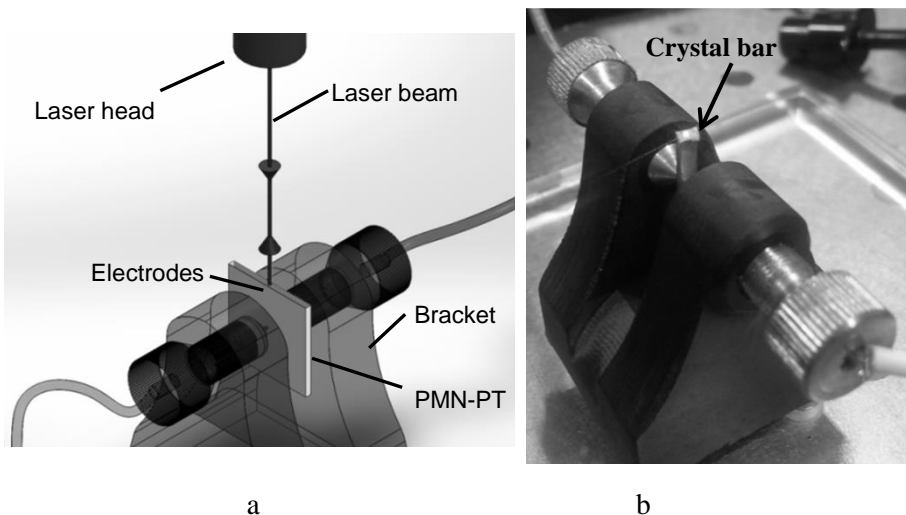 Laser head
Laser beam
Electrodes
Bracket
PMN-PT
Crystal bar
a
b